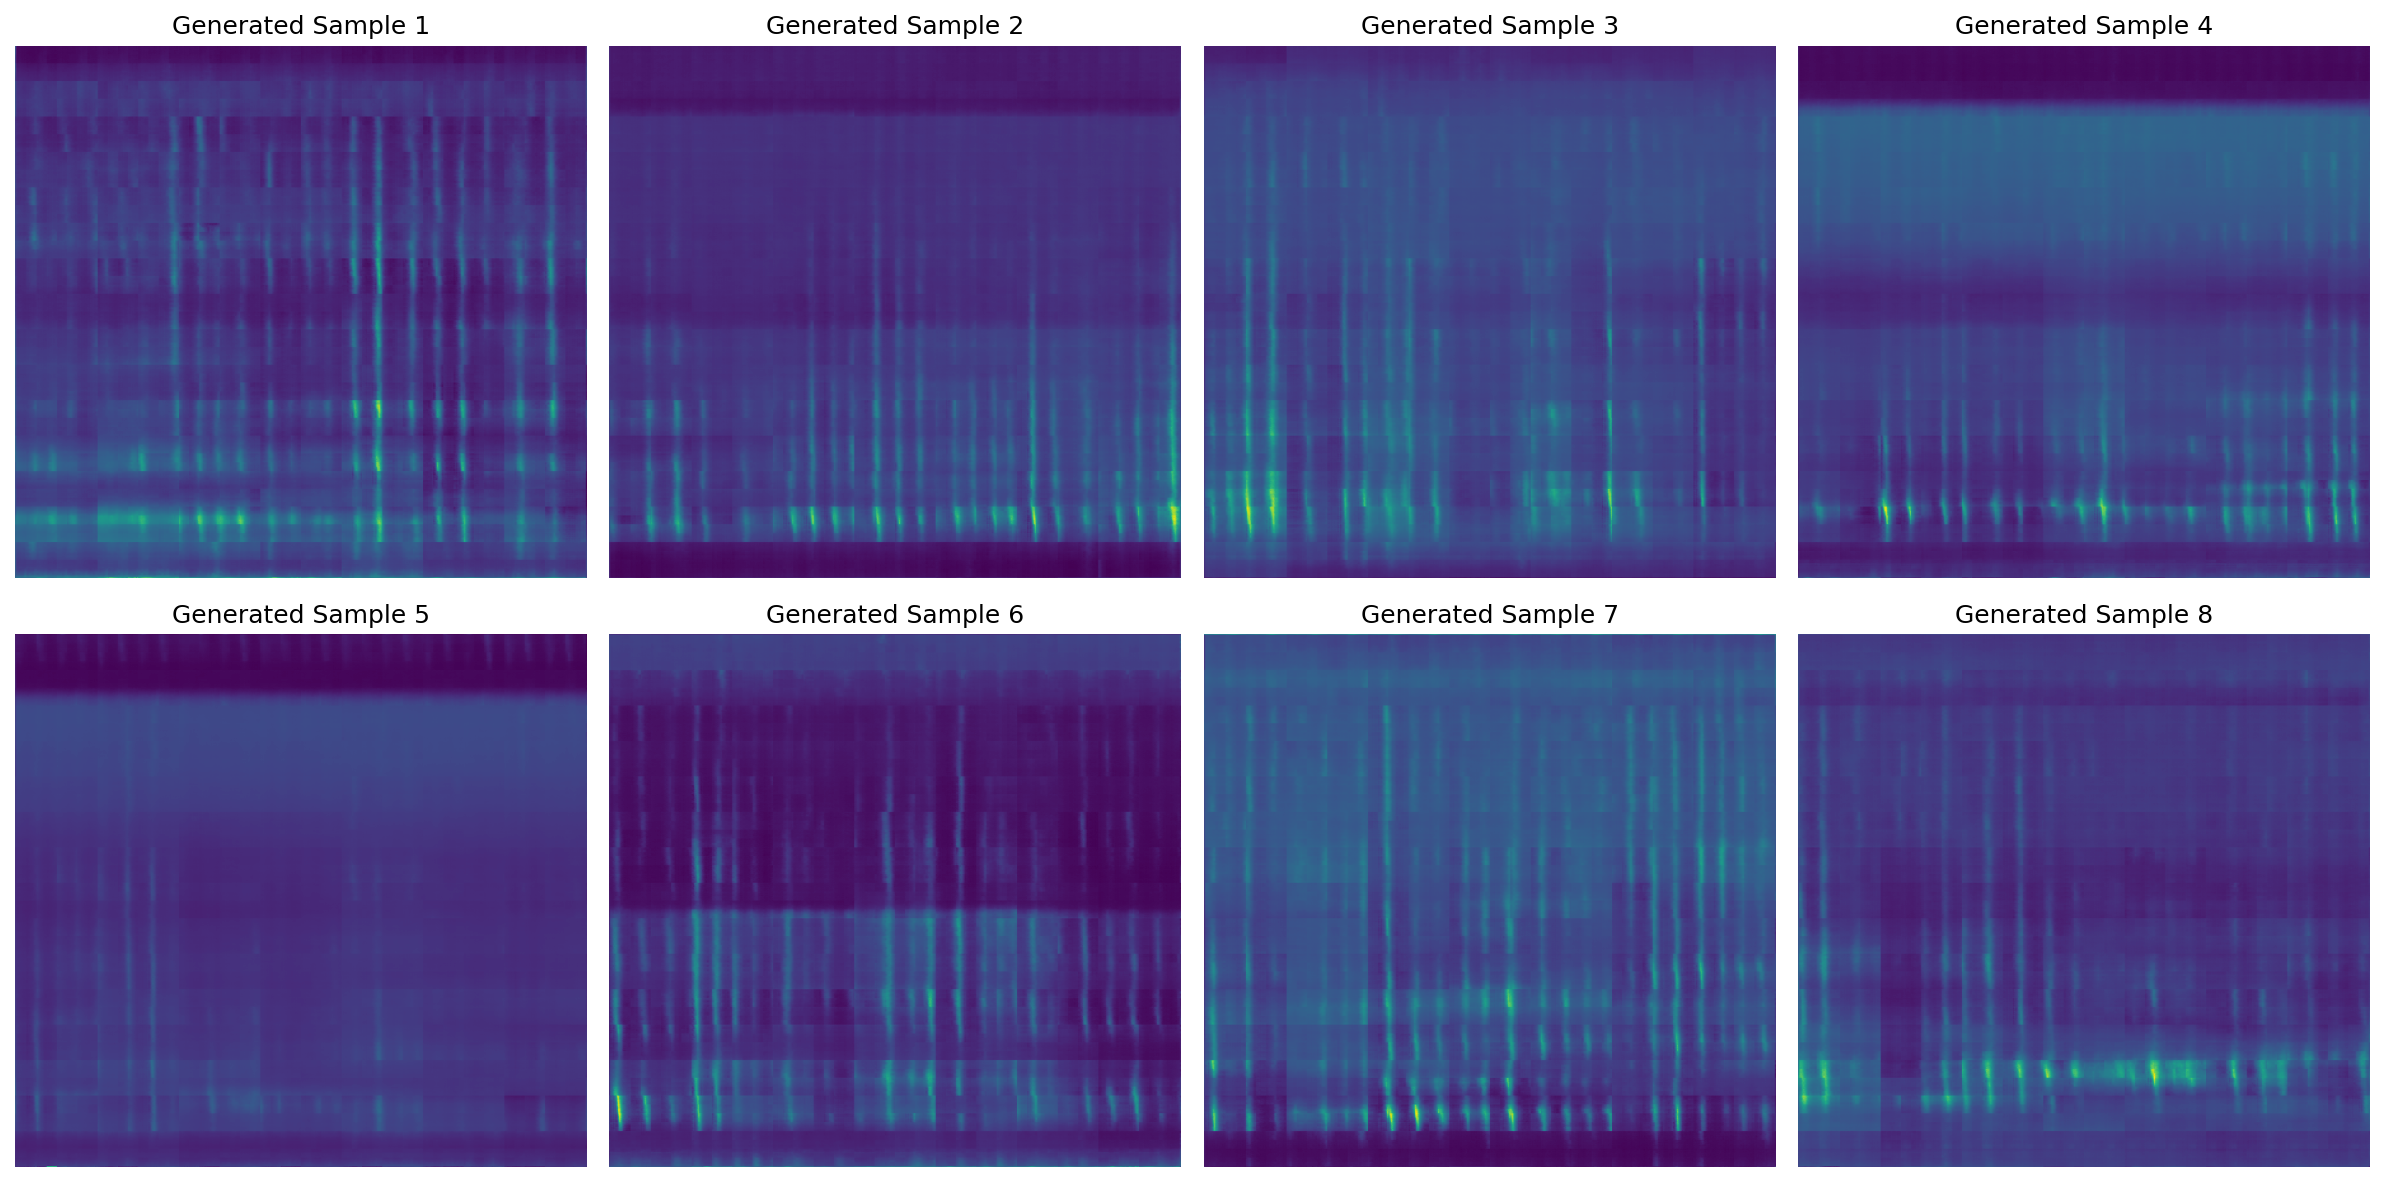 Generated Sample 1
Generated Sample 2
Generated Sample 3
Generated Sample 4
Generated Sample 5
Generated Sample 6
Generated Sample 7
Generated Sample 8